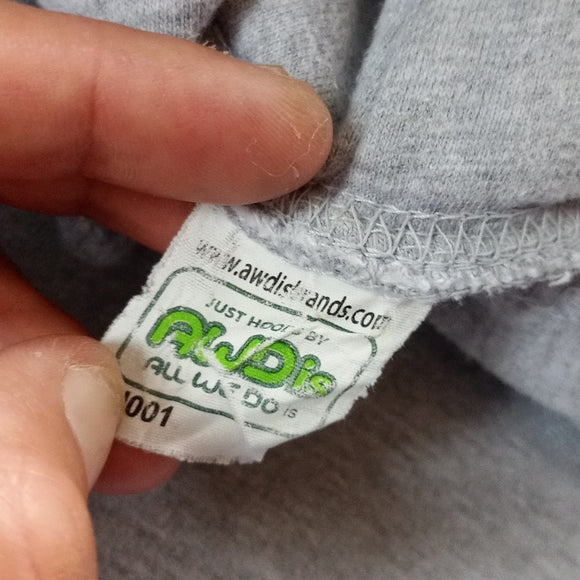 www.awdisbrands.com
JUST HOODS BY
AWDis
ALL WE DO IS
001